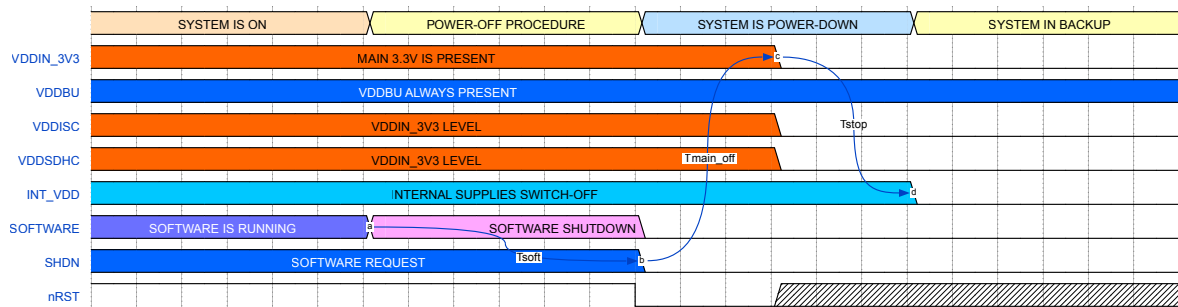 SYSTEM IS ON POWER-OFF PROCEDURE SYSTEM IS POWER-DOWN SYSTEM IN BACKUP
VDDIN_3V3 MAIN 3.3V IS PRESENT c
VDDBU VDDBU ALWAYS PRESENT
VDDISC VDDIN_3V3 LEVEL Tstop
VDDSDHC VDDIN_3V3 LEVEL Tmain_off
INT_VDD INTERNAL SUPPLIES SWITCH-OFF d
SOFTWARE SOFTWARE IS RUNNING a SOFTWARE SHUTDOWN
SHDN SOFTWARE REQUEST Tsoft b
nRST